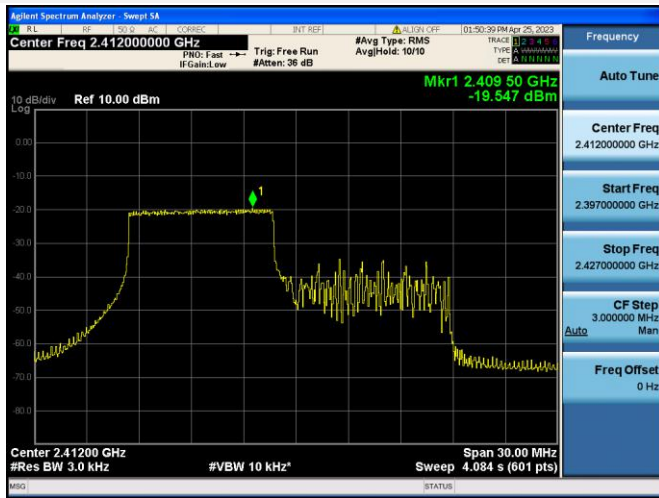 Agilent Spectrum Analyzer - Swept SA
RL RF 50 Ω AC CORREC INT REF ALIGN OFF 01:50:39 PM Apr 25, 2023
Center Freq 2.412000000 GHz
PNO: Fast
IFGain:Low
Trig: Free Run
#Atten: 36 dB
#Avg Type: RMS
Avg|Hold: 10/10
TRACE 1 2 3 4 5 6
TYPE A
DET A N N N N N
Mkr1 2.409 50 GHz
-19.547 dBm
10 dB/div Ref 10.00 dBm
Log
0.00
-10.0
-20.0
-30.0
-40.0
-50.0
-60.0
-70.0
-80.0
1
Center 2.41200 GHz
Span 30.00 MHz
#Res BW 3.0 kHz
#VBW 10 kHz*
Sweep 4.084 s (601 pts)
MSG
STATUS
Frequency
Auto Tune
Center Freq
2.412000000 GHz
Start Freq
2.397000000 GHz
Stop Freq
2.427000000 GHz
CF Step
3.000000 MHz
Auto Man
Freq Offset
0 Hz